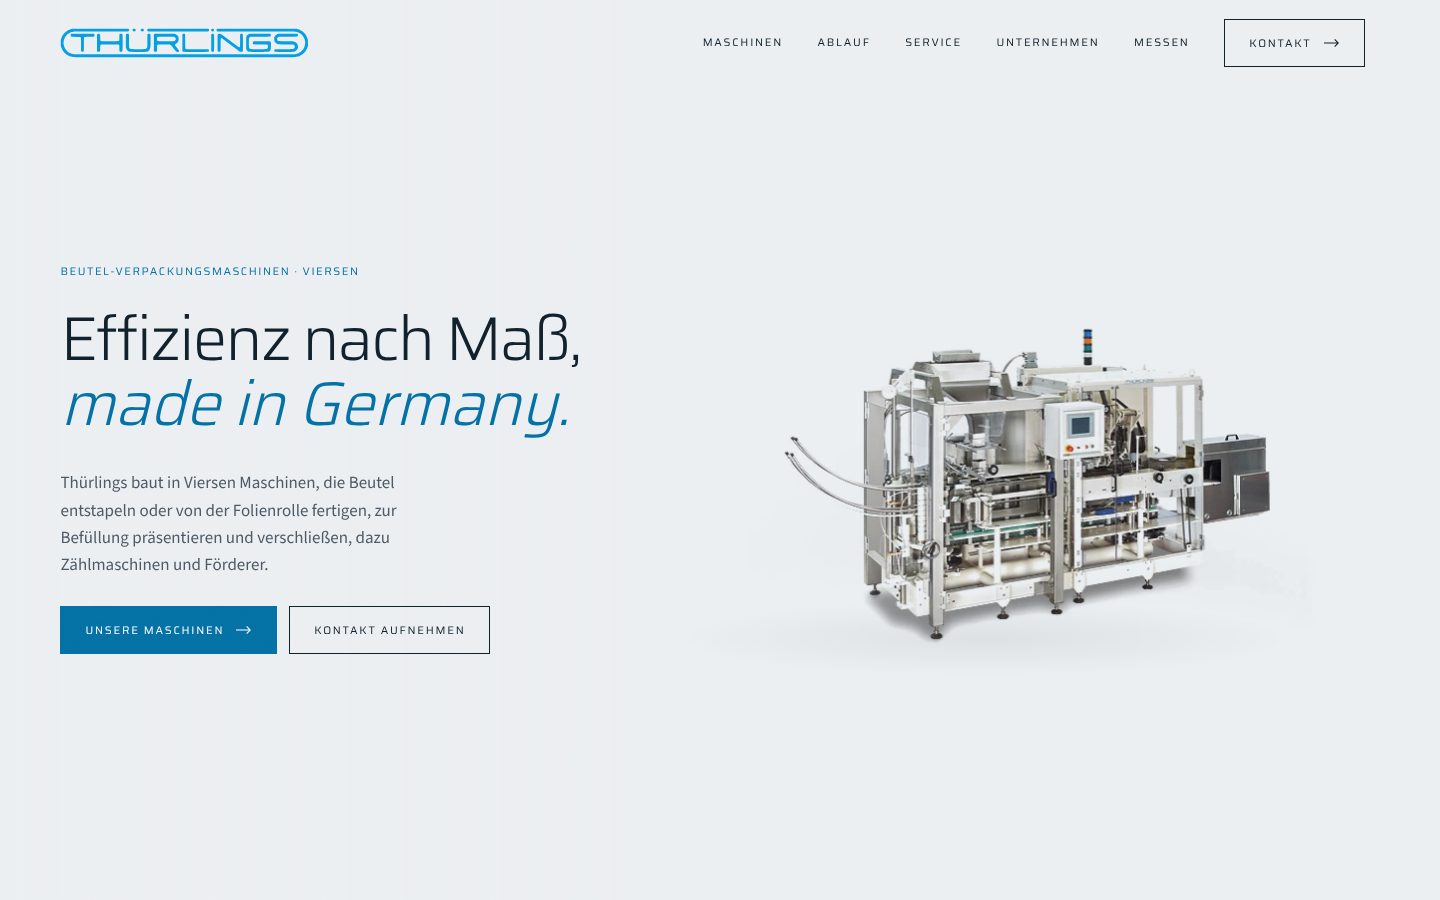 THÜRLINGS
MASCHINEN ABLAUF SERVICE UNTERNEHMEN MESSEN KONTAKT →
BEUTEL-VERPACKUNGSMASCHINEN · VIERSEN
Effizienz nach Maß,
made in Germany.
Thürlings baut in Viersen Maschinen, die Beutel
entstapeln oder von der Folienrolle fertigen, zur
Befüllung präsentieren und verschließen, dazu
Zählmaschinen und Förderer.
UNSERE MASCHINEN → KONTAKT AUFNEHMEN